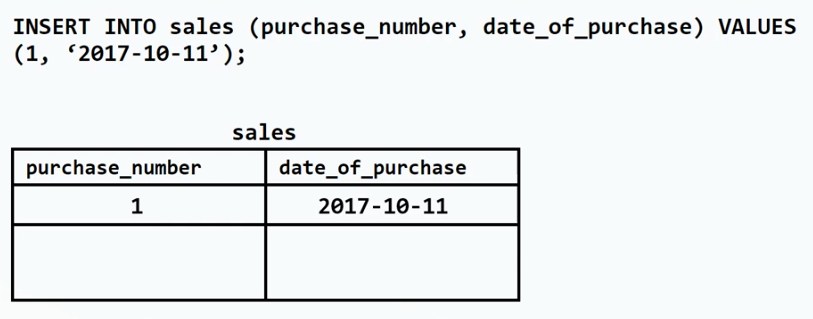 INSERT INTO sales (purchase_number, date_of_purchase) VALUES
(1, ‘2017-10-11’);
sales
purchase_number date_of_purchase
1 2017-10-11